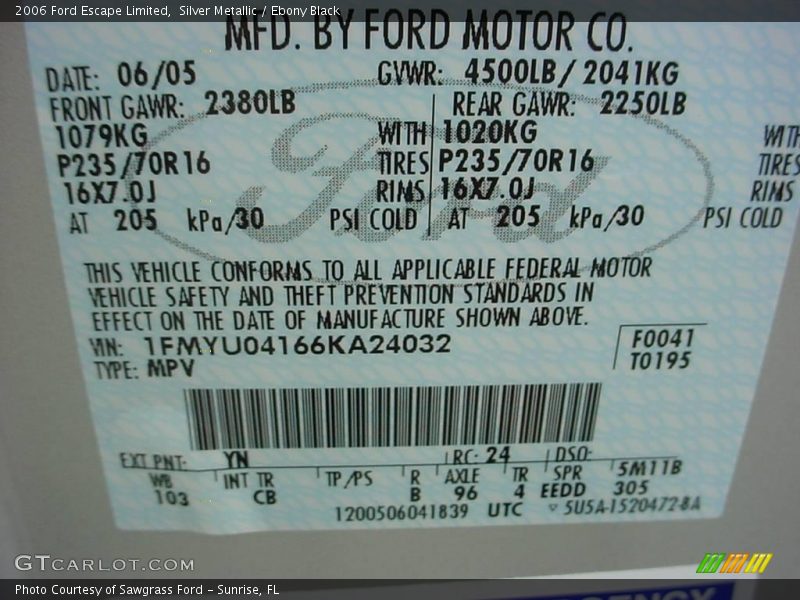 2006 Ford Escape Limited, Silver Metallic / Ebony Black
MFD. BY FORD MOTOR CO.
DATE: 06/05 GVWR: 4500LB / 2041KG
FRONT GAWR: 2380LB REAR GAWR: 2250LB
1079KG WITH 1020KG WITH
P235/70R16 TIRES P235/70R16 TIRES
16X7.0J RIMS 16X7.0J RIMS
AT 205 kPa/30 PSI COLD AT 205 kPa/30 PSI COLD
Ford
THIS VEHICLE CONFORMS TO ALL APPLICABLE FEDERAL MOTOR
VEHICLE SAFETY AND THEFT PREVENTION STANDARDS IN
EFFECT ON THE DATE OF MANUFACTURE SHOWN ABOVE.
VIN: 1FMYU04166KA24032 F0041
TYPE: MPV T0195
EXT PNT: YN RC: 24 DSO:
WB INT TR TP/PS R AXLE TR SPR 5M11B
103 CB B 96 4 EEDD 305
1200506041839 UTC 5U5A-1520472-BA
GTCARLOT.COM
Photo Courtesy of Sawgrass Ford - Sunrise, FL